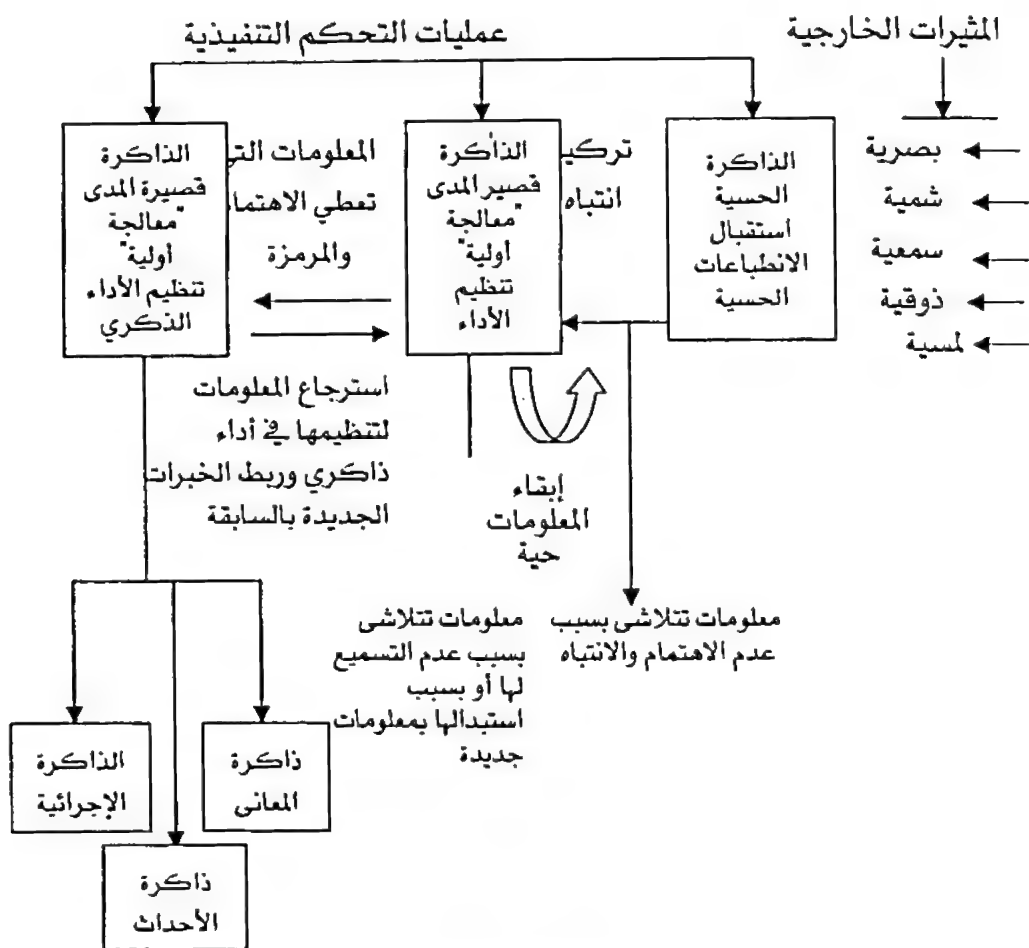 المثيرات الخارجية
عمليات التحكم التنفيذية
بصرية
شمية
سمعية
ذوقية
لمسية
الذاكرة
الحسية
استقبال
الانطباعات
الحسية
تركيـ
انتباه
الذاكرة
قصير المدى
"معالجة
أولية"
تنظيم
الأداء
المعلومات التي
تعطي الاهتما
والمرمزة
الذاكرة
قصيرة المدى
"معالجة
أولية"
تنظيم الأداء
الذكري
استرجاع المعلومات
لتنظيمها في أداء
ذاكري وربط الخبرات
الجديدة بالسابقة
إبقاء
المعلومات
حية
معلومات تتلاشى بسبب
عدم الاهتمام والانتباه
معلومات تتلاشى
بسبب عدم التسميع
لها أو بسبب
استبدالها بمعلومات
جديدة
ذاكرة
المعانى
الذاكرة
الإجرائية
ذاكرة
الأحداث